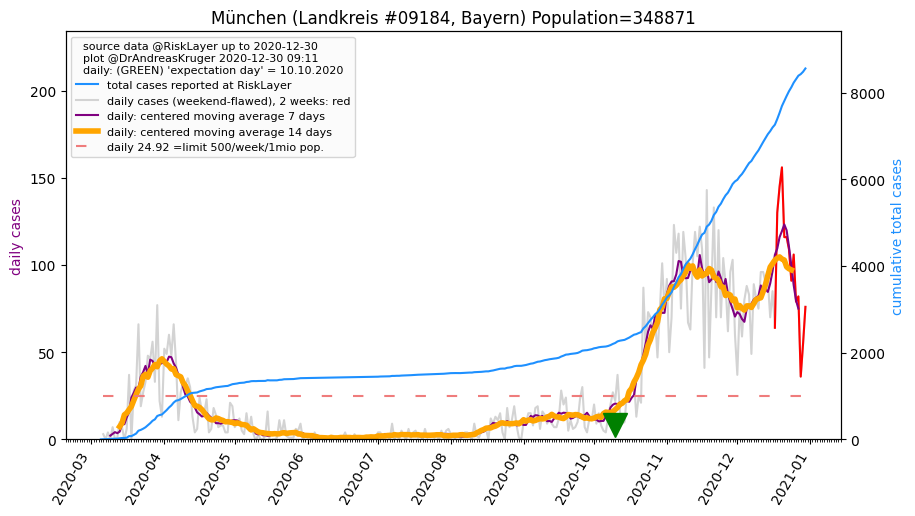 München (Landkreis #09184, Bayern) Population=348871
source data @RiskLayer up to 2020-12-30
plot @DrAndreasKruger 2020-12-30 09:11
daily: (GREEN) 'expectation day' = 10.10.2020
total cases reported at RiskLayer
daily cases (weekend-flawed), 2 weeks: red
daily: centered moving average 7 days
daily: centered moving average 14 days
daily 24.92 =limit 500/week/1mio pop.
daily cases
200
150
100
50
0
cumulative total cases
8000
6000
4000
2000
0
2020-03
2020-04
2020-05
2020-06
2020-07
2020-08
2020-09
2020-10
2020-11
2020-12
2021-01